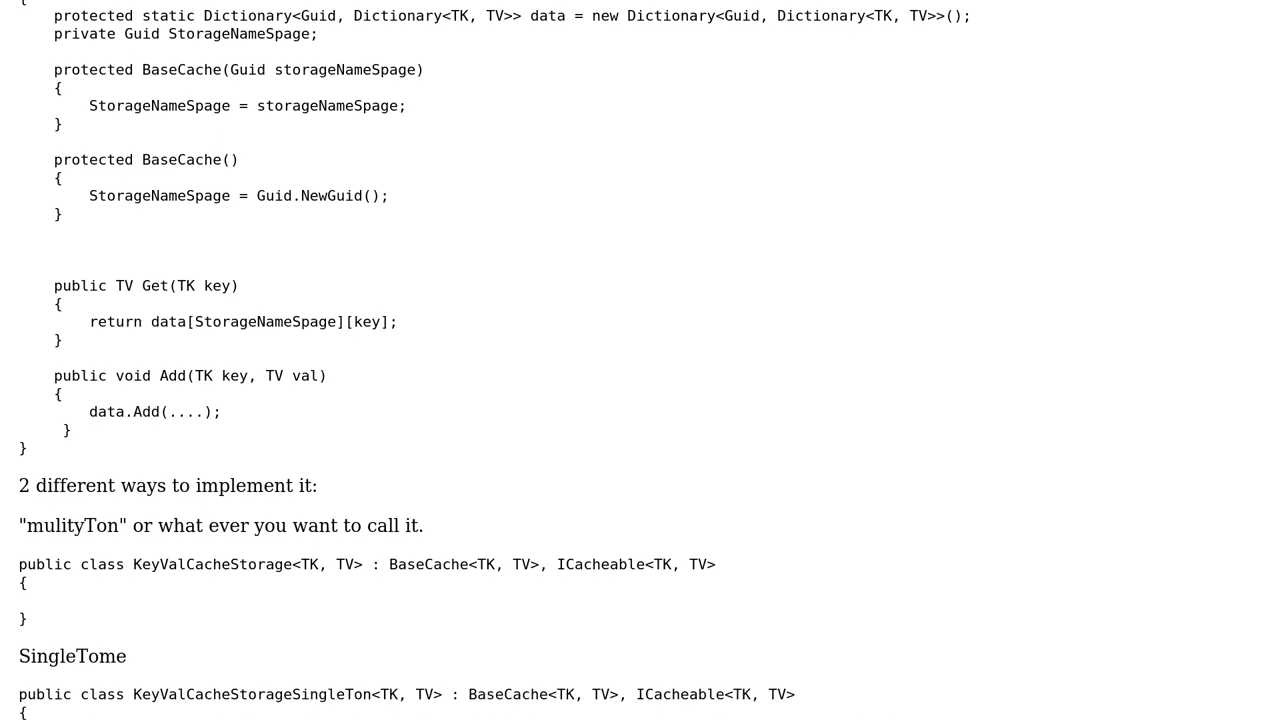 {
    protected static Dictionary<Guid, Dictionary<TK, TV>> data = new Dictionary<Guid, Dictionary<TK, TV>>();
    private Guid StorageNameSpage;

    protected BaseCache(Guid storageNameSpage)
    {
        StorageNameSpage = storageNameSpage;
    }

    protected BaseCache()
    {
        StorageNameSpage = Guid.NewGuid();
    }

    public TV Get(TK key)
    {
        return data[StorageNameSpage][key];
    }

    public void Add(TK key, TV val)
    {
        data.Add(....);
     }
}
2 different ways to implement it:
"mulityTon" or what ever you want to call it.
public class KeyValCacheStorage<TK, TV> : BaseCache<TK, TV>, ICacheable<TK, TV>
{

}
SingleTome
public class KeyValCacheStorageSingleTon<TK, TV> : BaseCache<TK, TV>, ICacheable<TK, TV>
{